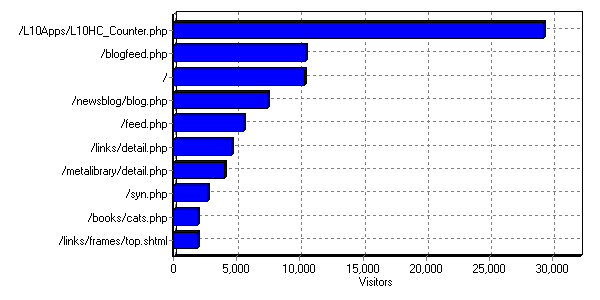 /L10Apps/L10HC_Counter.php
/blogfeed.php
/
/newsblog/blog.php
/feed.php
/links/detail.php
/metalibrary/detail.php
/syn.php
/books/cats.php
/links/frames/top.shtml
0 5,000 10,000 15,000 20,000 25,000 30,000
Visitors